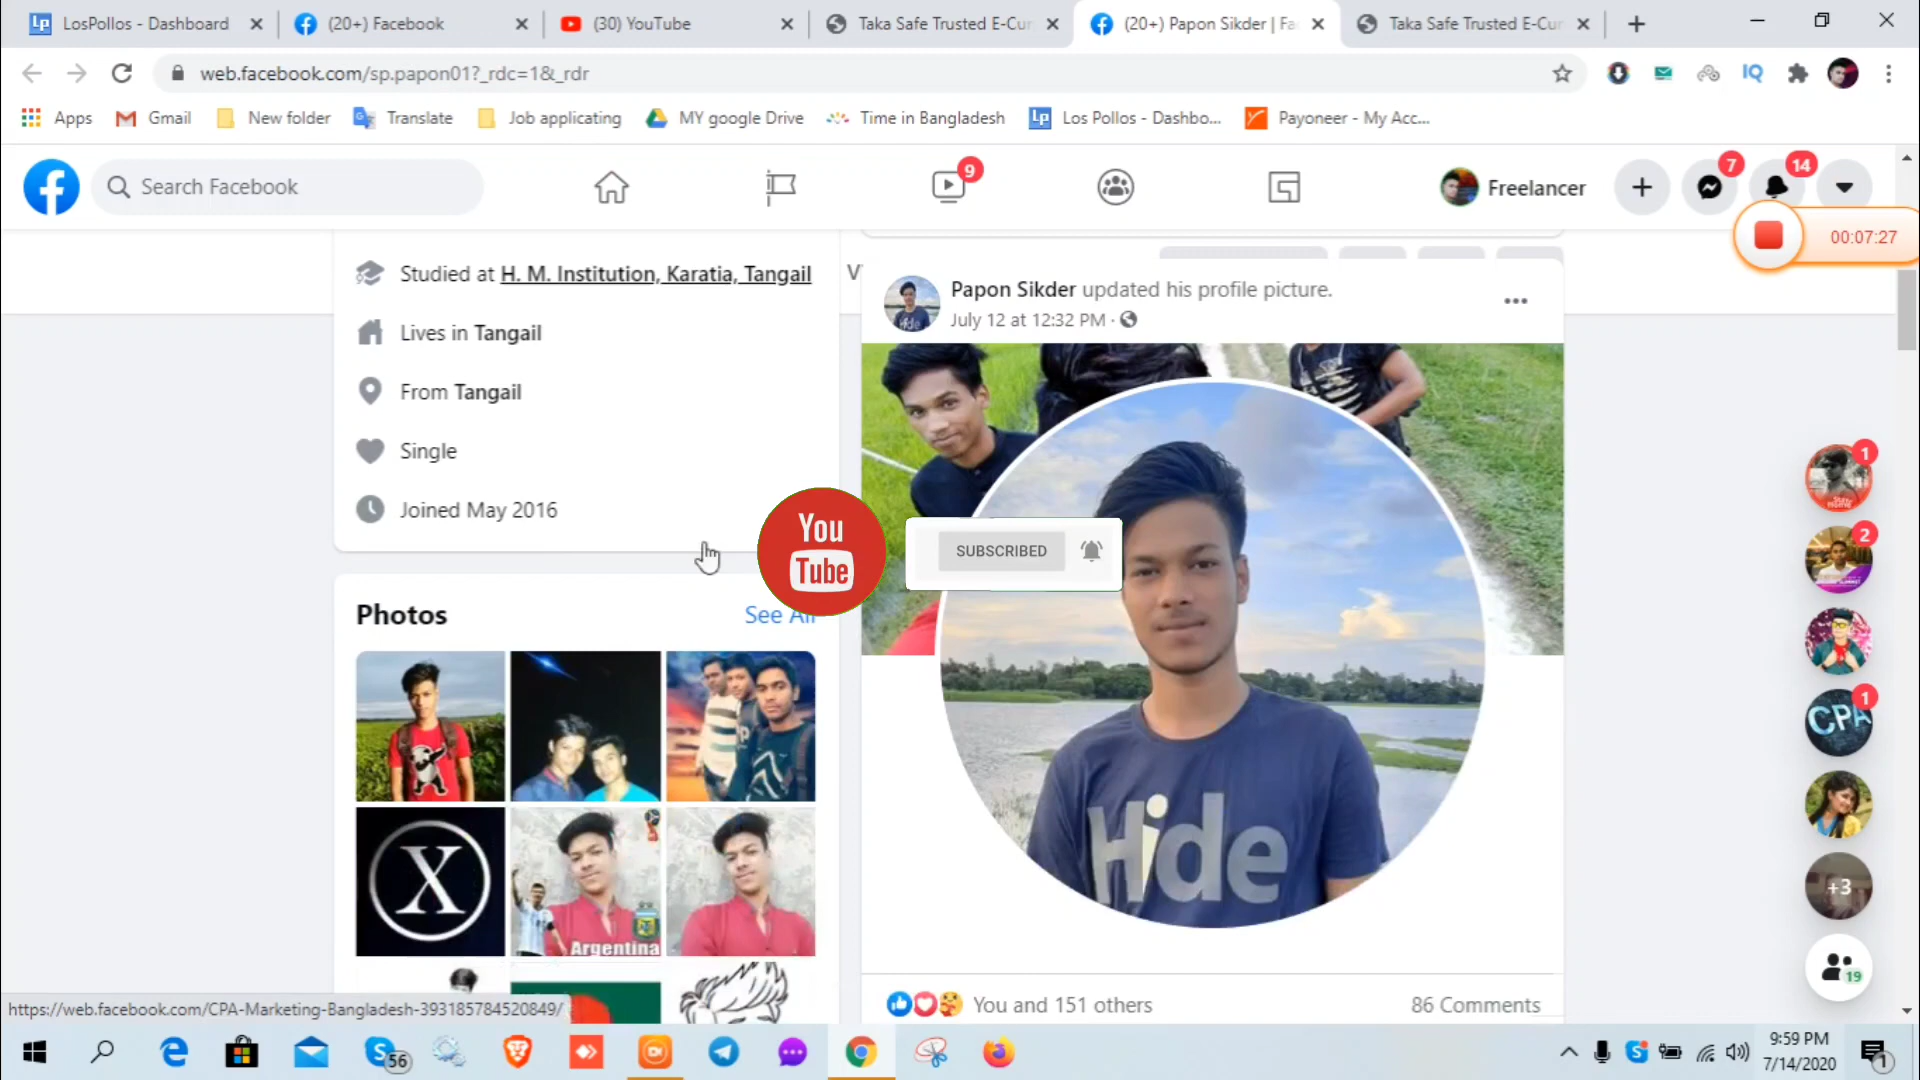 LosPollos - Dashboard
(20+) Facebook
(30) YouTube
Taka Safe Trusted E-Cur
(20+) Papon Sikder | Fa
Taka Safe Trusted E-Cur
web.facebook.com/sp.papon01?_rdc=1&_rdr
IQ
Apps
Gmail
New folder
Translate
Job applicating
MY google Drive
Time in Bangladesh
Los Pollos - Dashbo...
Payoneer - My Acc...
Search Facebook
9
Freelancer
7
14
00:07:27
Studied at H. M. Institution, Karatia, Tangail
Lives in Tangail
From Tangail
Single
Joined May 2016
Photos
See All
X
Argentina
Papon Sikder updated his profile picture.
July 12 at 12:32 PM ·
You
Tube
SUBSCRIBED
Hide
You and 151 others
86 Comments
1
2
1
CPA
+3
19
https://web.facebook.com/CPA-Marketing-Bangladesh-393185784520849/
56
9:59 PM
7/14/2020
1